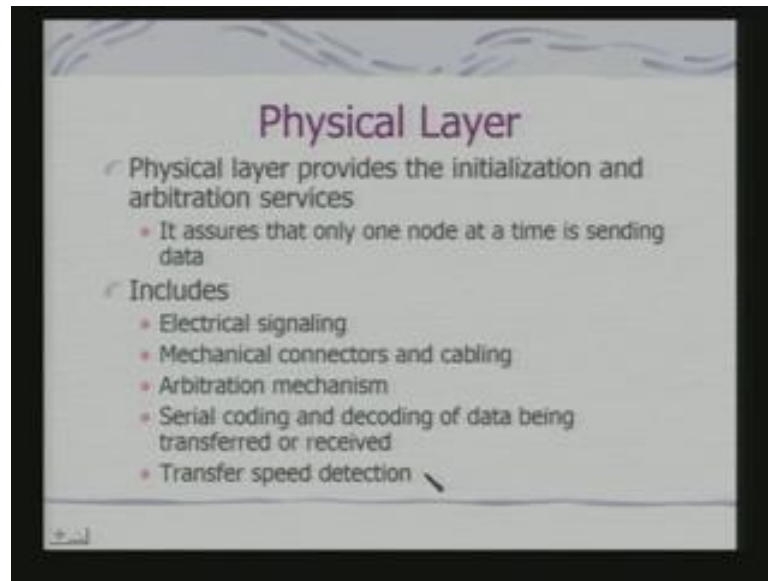 Physical Layer
Physical layer provides the initialization and
arbitration services
It assures that only one node at a time is sending
data
Includes
Electrical signaling
Mechanical connectors and cabling
Arbitration mechanism
Serial coding and decoding of data being
transferred or received
Transfer speed detection